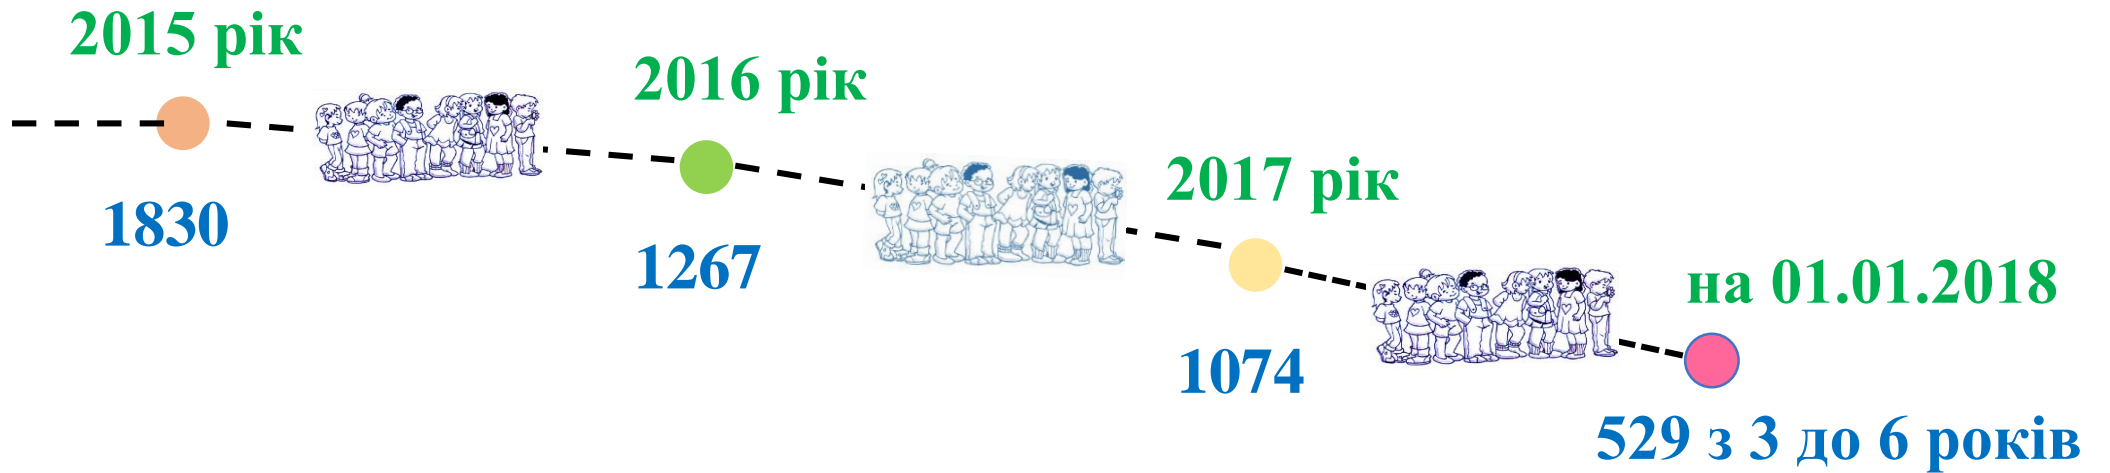 2015 рік
1830
2016 рік
1267
2017 рік
1074
на 01.01.2018
529 з 3 до 6 років